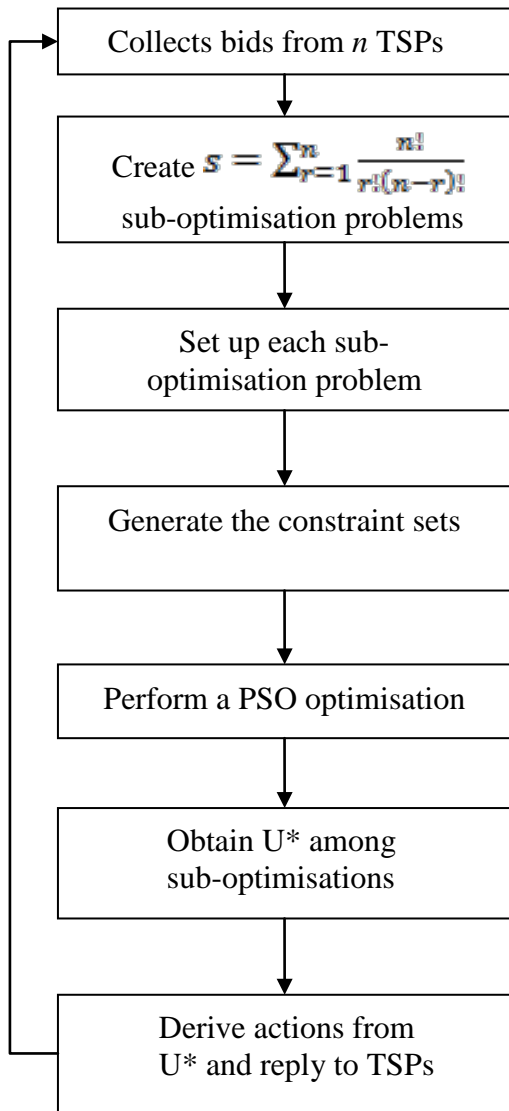 Collects bids from n TSPs
Create s = ∑ⁿᵣ₌₁ n!/r!(n−r)!
sub-optimisation problems
Set up each sub-
optimisation problem
Generate the constraint sets
Perform a PSO optimisation
Obtain U* among
sub-optimisations
Derive actions from
U* and reply to TSPs